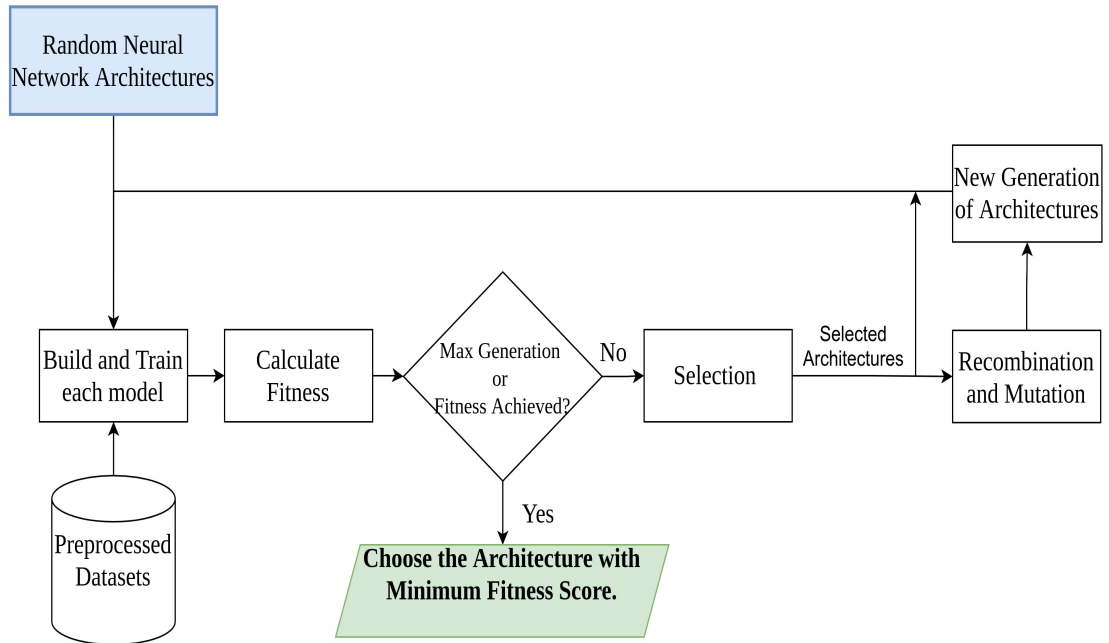 Random Neural
Network Architectures
New Generation
of Architectures
Build and Train
each model
Calculate
Fitness
Max Generation
or
Fitness Achieved?
No
Selection
Selected
Architectures
Recombination
and Mutation
Yes
Preprocessed
Datasets
Choose the Architecture with
Minimum Fitness Score.